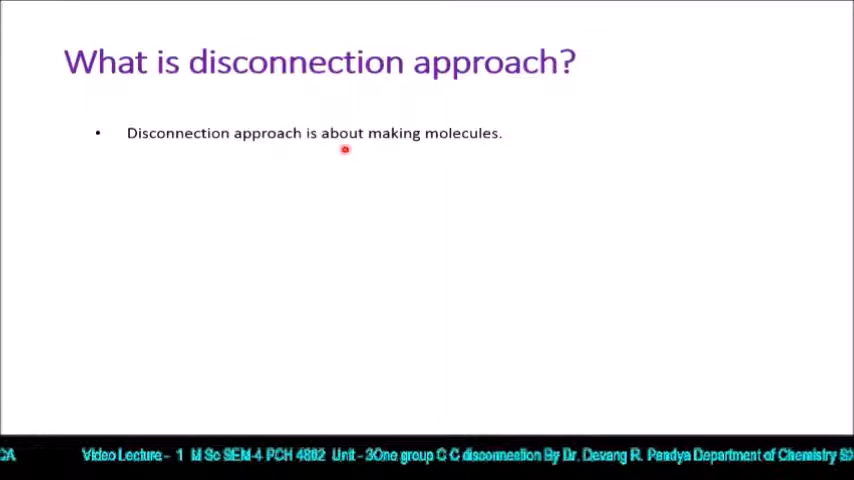 What is disconnection approach?
• Disconnection approach is about making molecules.
CA Video Lecture - 1 M Sc SEM-4 PCH 4802 Unit - 3One group C C disconnection By Dr. Devang R. Pandya Department of Chemistry